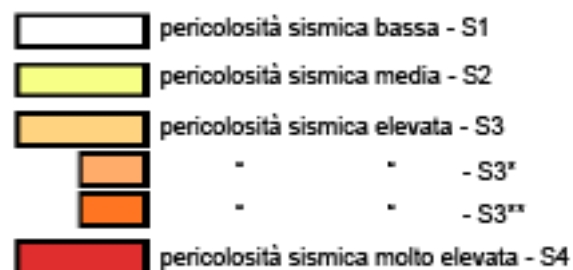 pericolosità sismica bassa - S1
pericolosità sismica media - S2
pericolosità sismica elevata - S3
" " - S3*
" " - S3**
pericolosità sismica molto elevata - S4